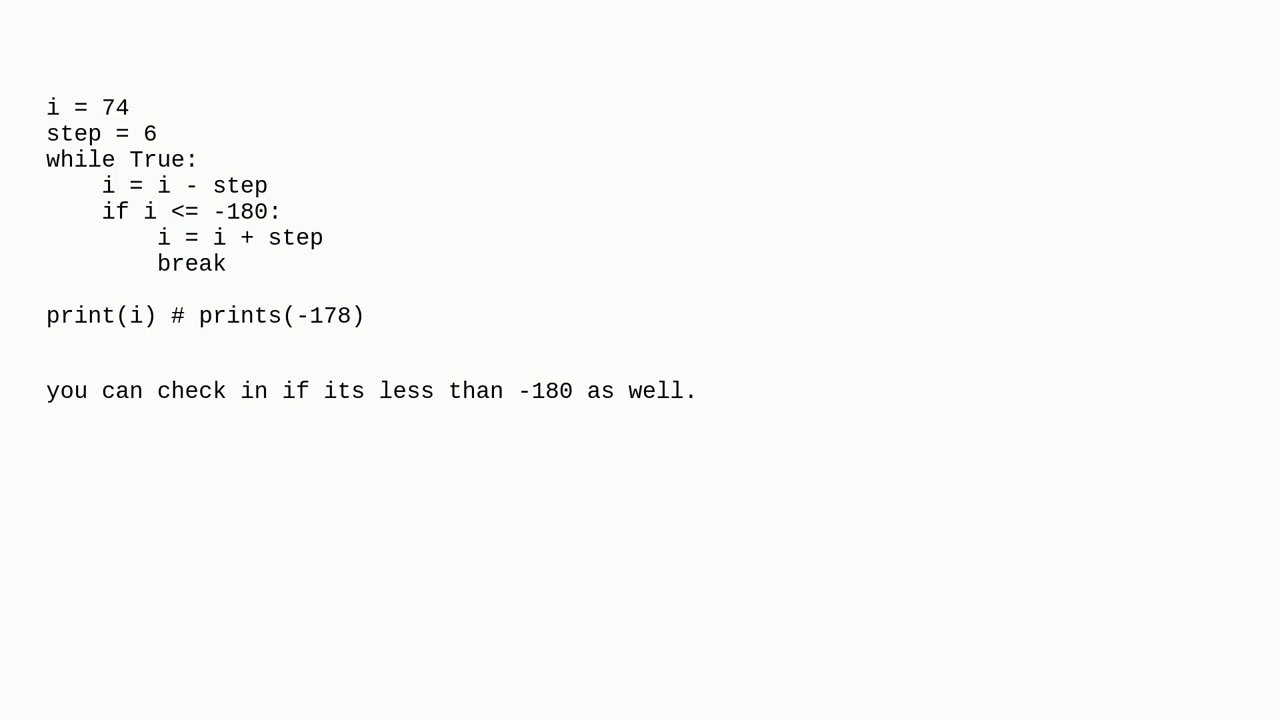 i = 74
step = 6
while True:
    i = i - step
    if i <= -180:
        i = i + step
        break
print(i) # prints(-178)
you can check in if its less than -180 as well.